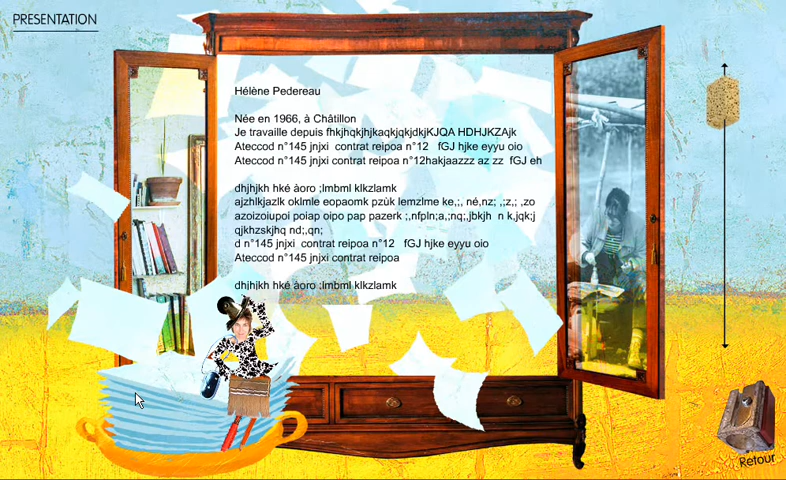 PRESENTATION
Hélène Pedereau
Née en 1966, à Châtillon
Je travaille depuis fhkjhqkjhjkaqkjqkjdkjKJQA HDHJKZAjk
Ateccod n°145 jnjxi contrat reipoa n°12 fGJ hjke eyyu oio
Ateccod n°145 jnjxi contrat reipoa n°12hakjaazzz az zz fGJ eh
dhjhjkh hké àoro ;lmbml klkzlamk
ajzhlkjazlk oklmle eopaomk pzùk lemzlme ke,;, né,nz; ,;z,; ,zo
azoizoiupoi poiap oipo pap pazerk ;,nfpln;a,;nq;,jbkjh n k,jqk;j
qjkhzskjhq nd;,qn;
d n°145 jnjxi contrat reipoa n°12 fGJ hjke eyyu oio
Ateccod n°145 jnjxi contrat reipoa
dhjhjkh hké àoro ;lmbml klkzlamk
Retour